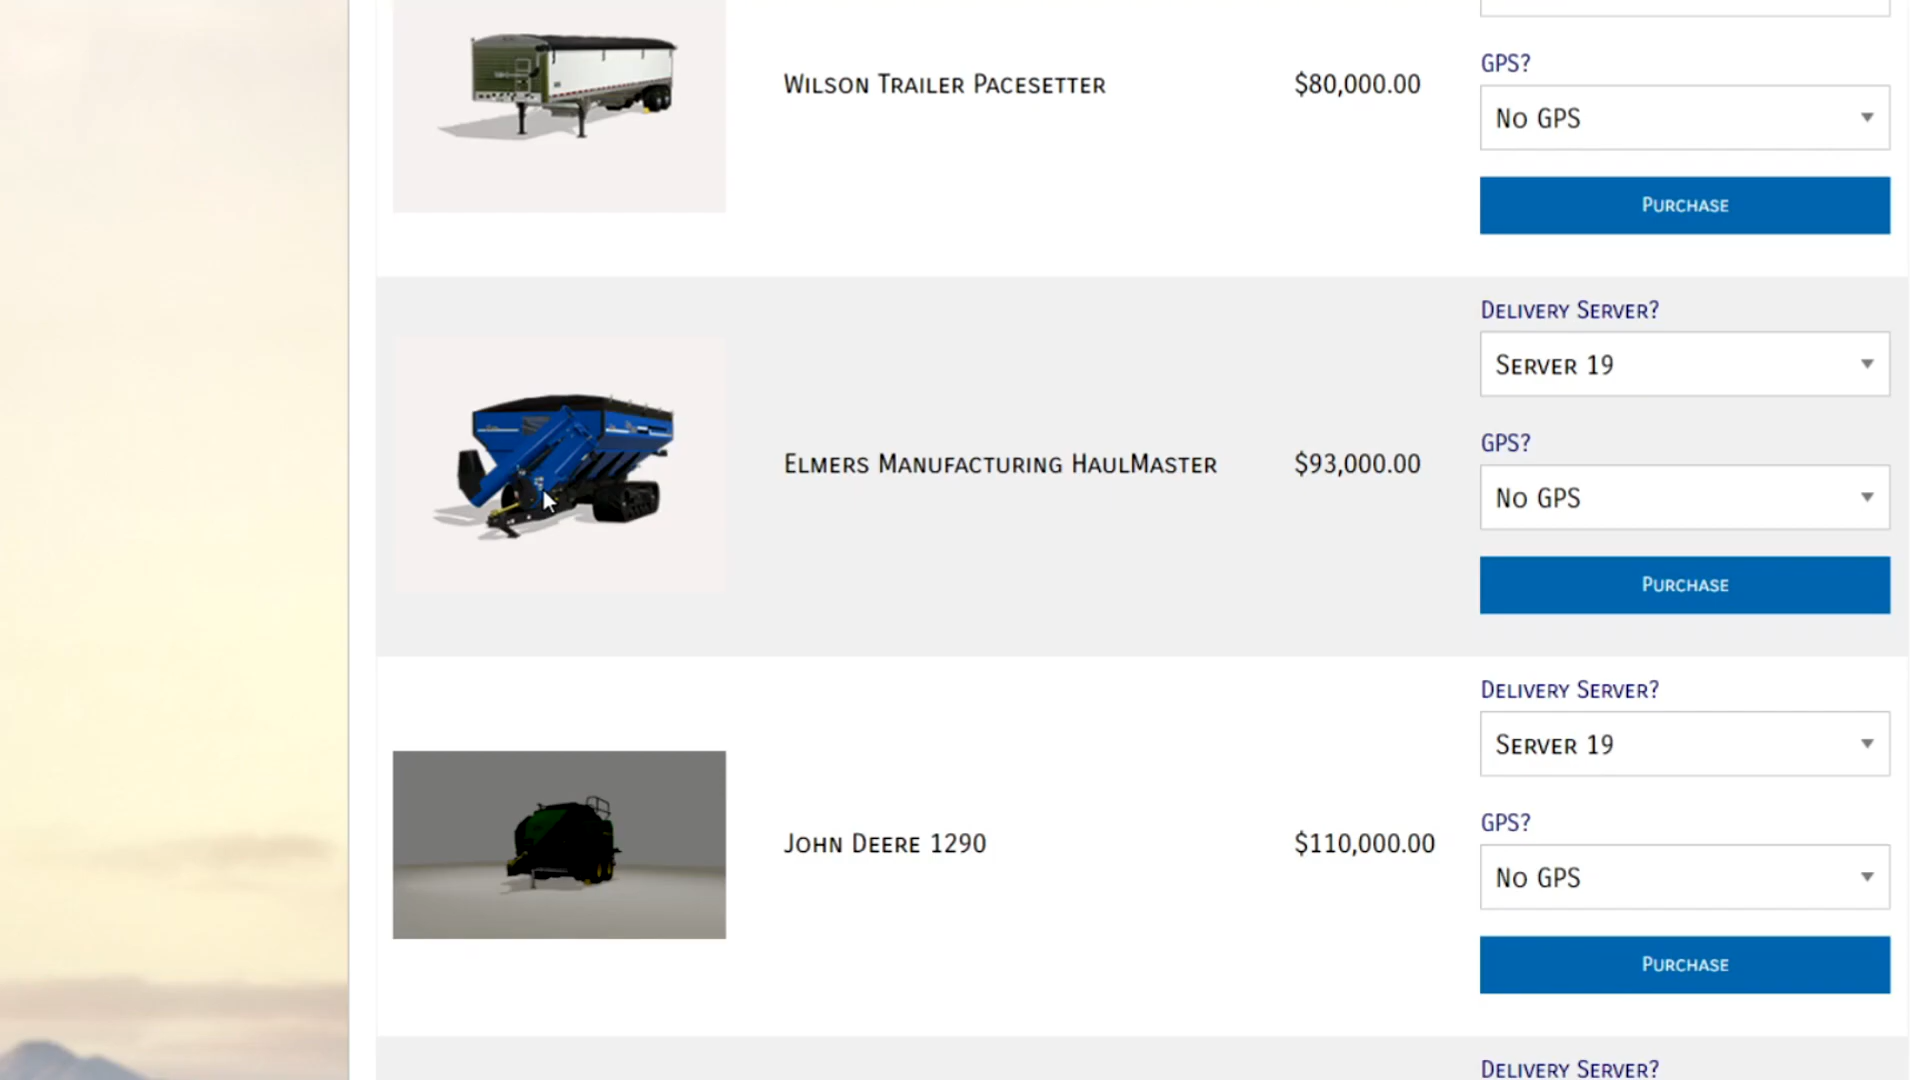 Wilson Trailer Pacesetter
$80,000.00
GPS?
No GPS
Purchase
Delivery Server?
Server 19
Elmers Manufacturing HaulMaster
$93,000.00
GPS?
No GPS
Purchase
Delivery Server?
Server 19
John Deere 1290
$110,000.00
GPS?
No GPS
Purchase
Delivery Server?